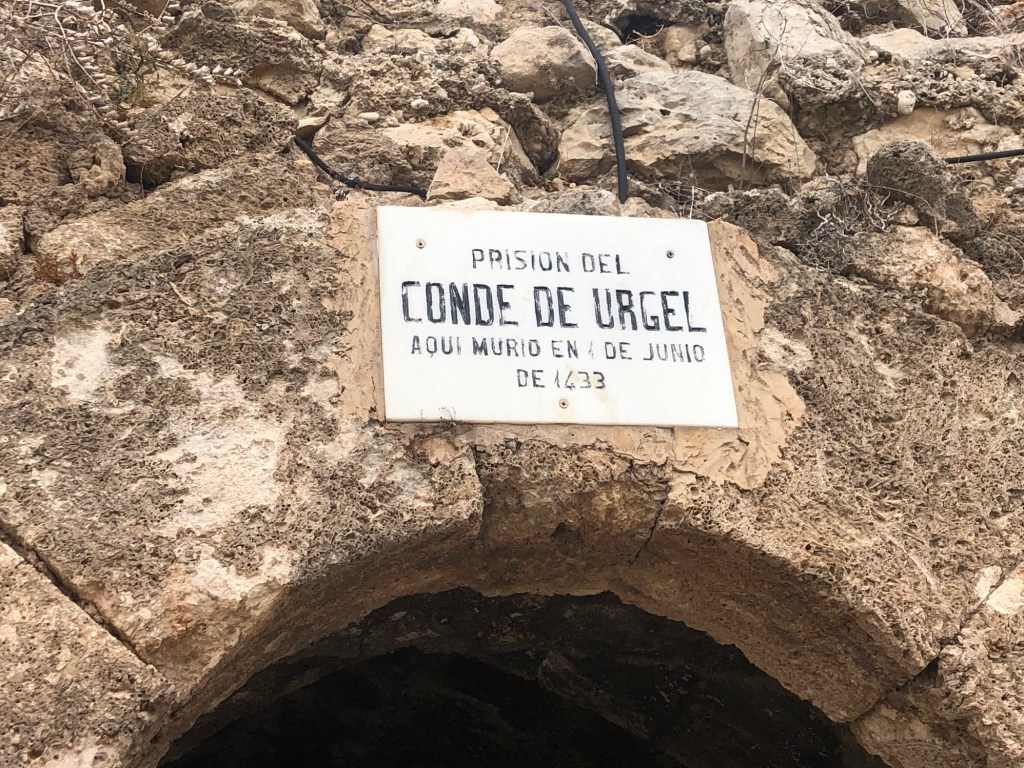 PRISION DEL
CONDE DE URGEL
AQUI MURIO EN 1 DE JUNIO
DE 1433